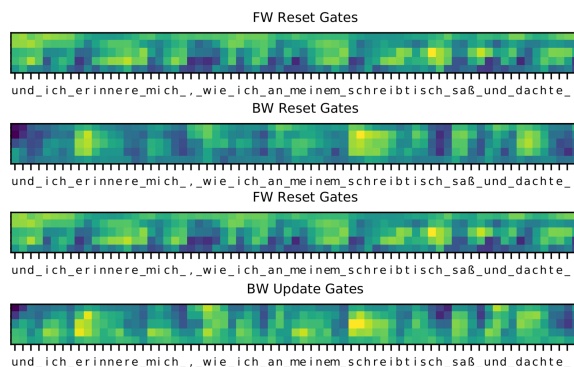 FW Reset Gates
und_ich_erinnere_mich_,_wie_ich_an_meinem_schreibtisch_saß_und_dachte_
BW Reset Gates
und_ich_erinnere_mich_,_wie_ich_an_meinem_schreibtisch_saß_und_dachte_
FW Reset Gates
und_ich_erinnere_mich_,_wie_ich_an_meinem_schreibtisch_saß_und_dachte_
BW Update Gates
und ich erinnere mich , wie ich an meinem schreibtisch saß und dachte